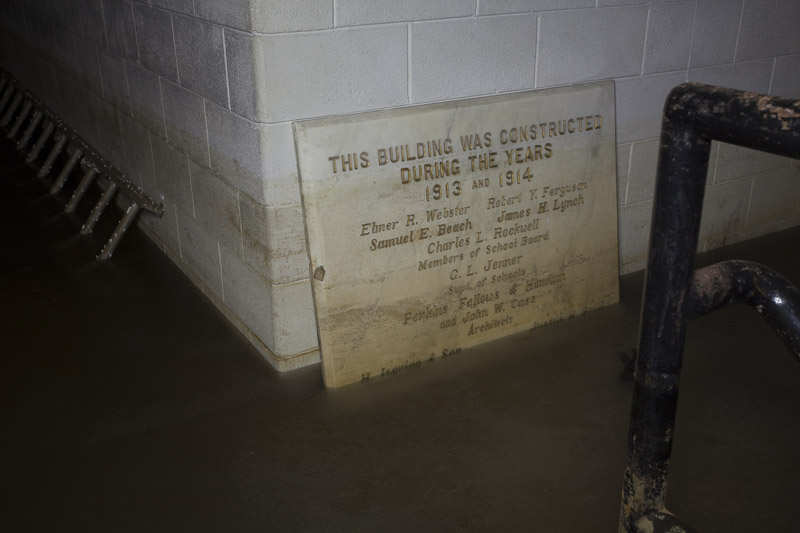 THIS BUILDING WAS CONSTRUCTED
DURING THE YEARS
1913 AND 1914
Elmer R. Webster Robert Y. Ferguson
Samuel E. Beach James H. Lynch
Charles L. Rockwell
Members of School Board
G. L. Jenner
Supt. of Schools
Perkins Fellows &
and John W. Case
Architects
H. & Son